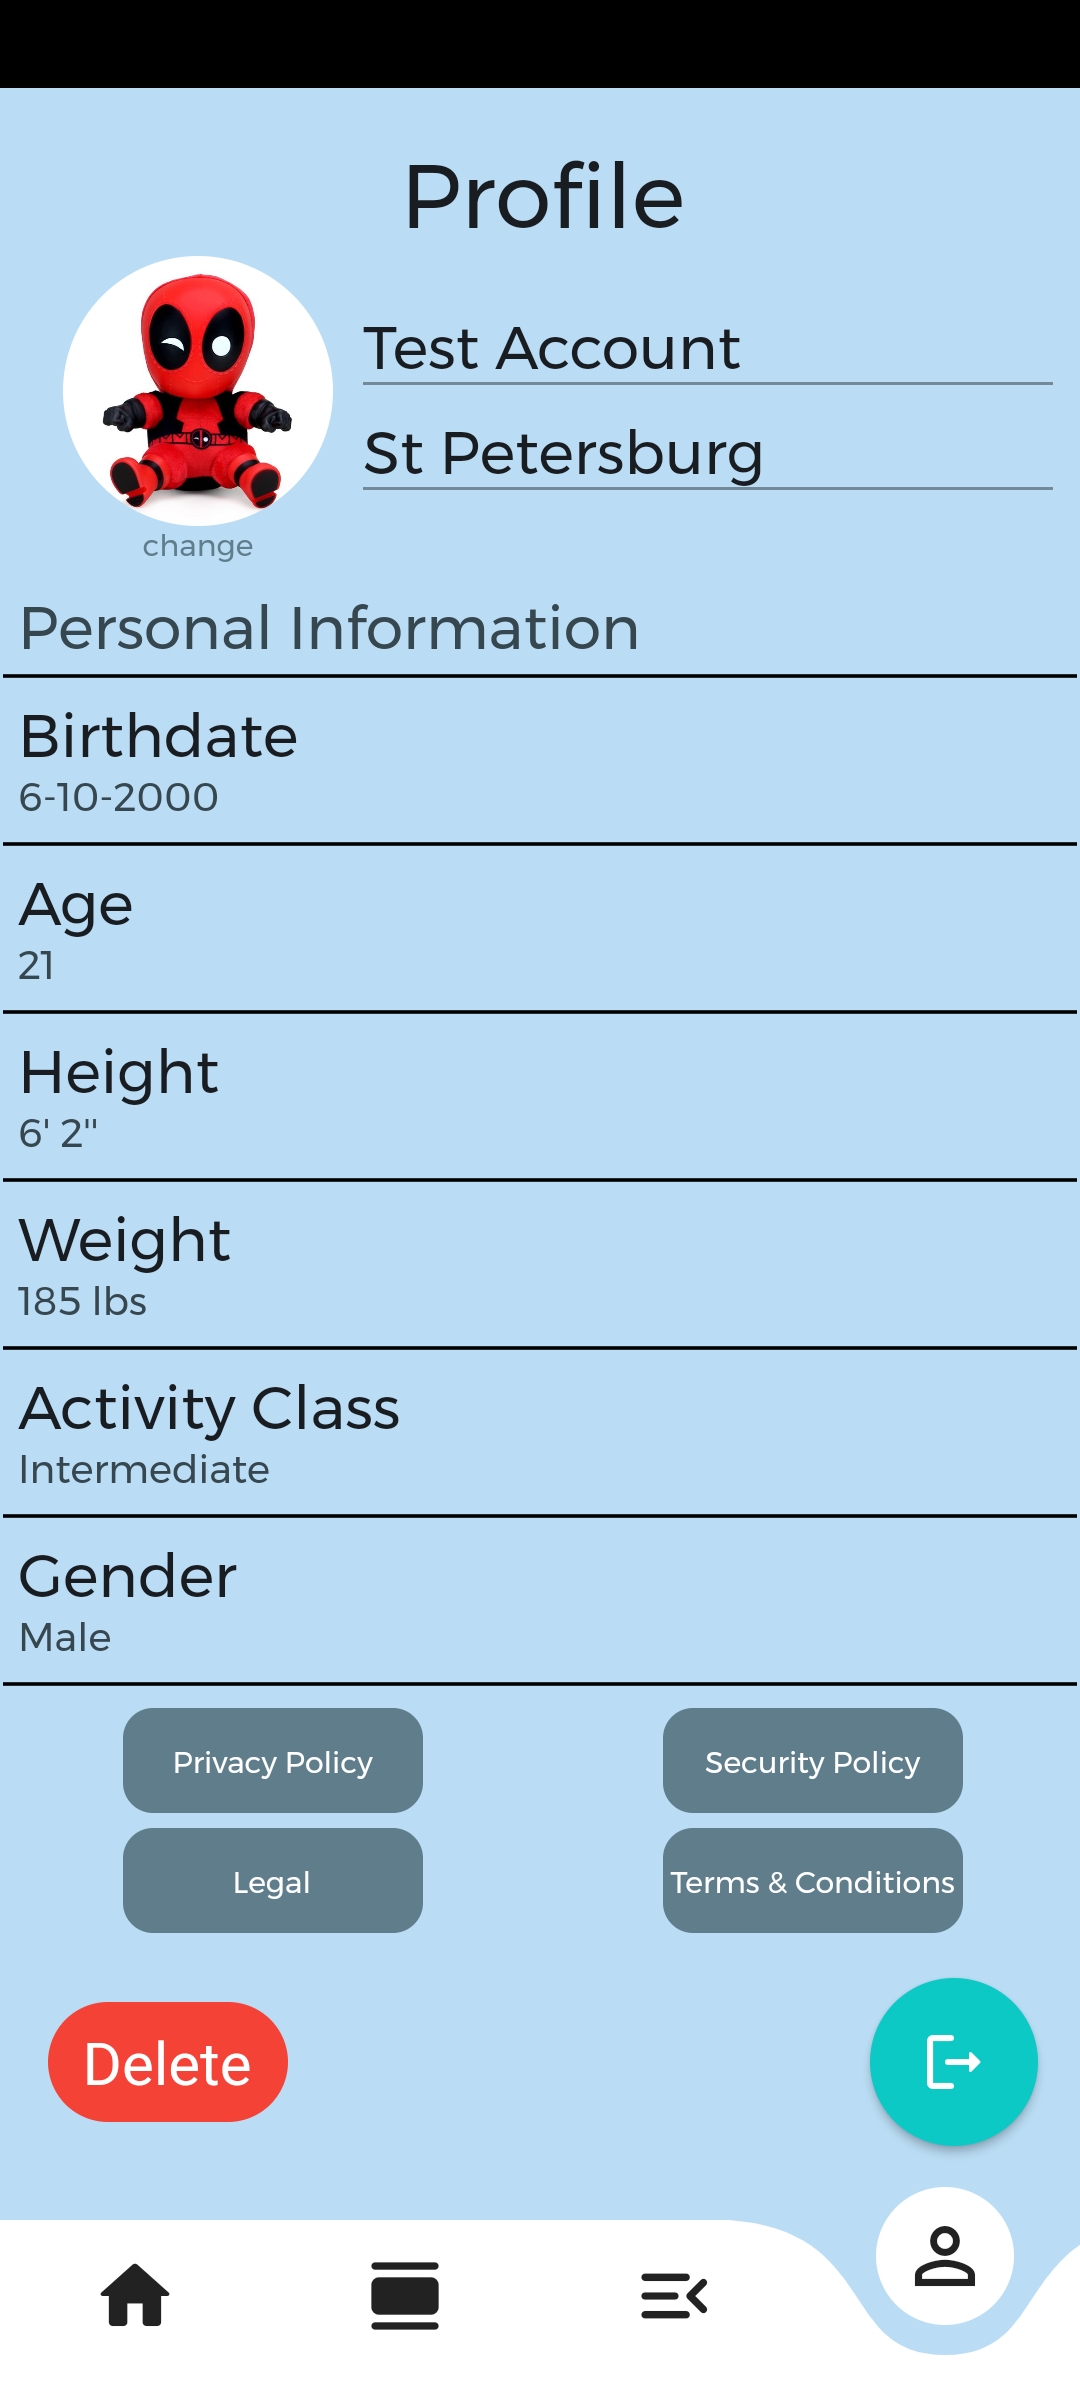 Profile
Test Account
St Petersburg
change
Personal Information
Birthdate
6-10-2000
Age
21
Height
6' 2"
Weight
185 lbs
Activity Class
Intermediate
Gender
Male
Privacy Policy
Security Policy
Legal
Terms & Conditions
Delete